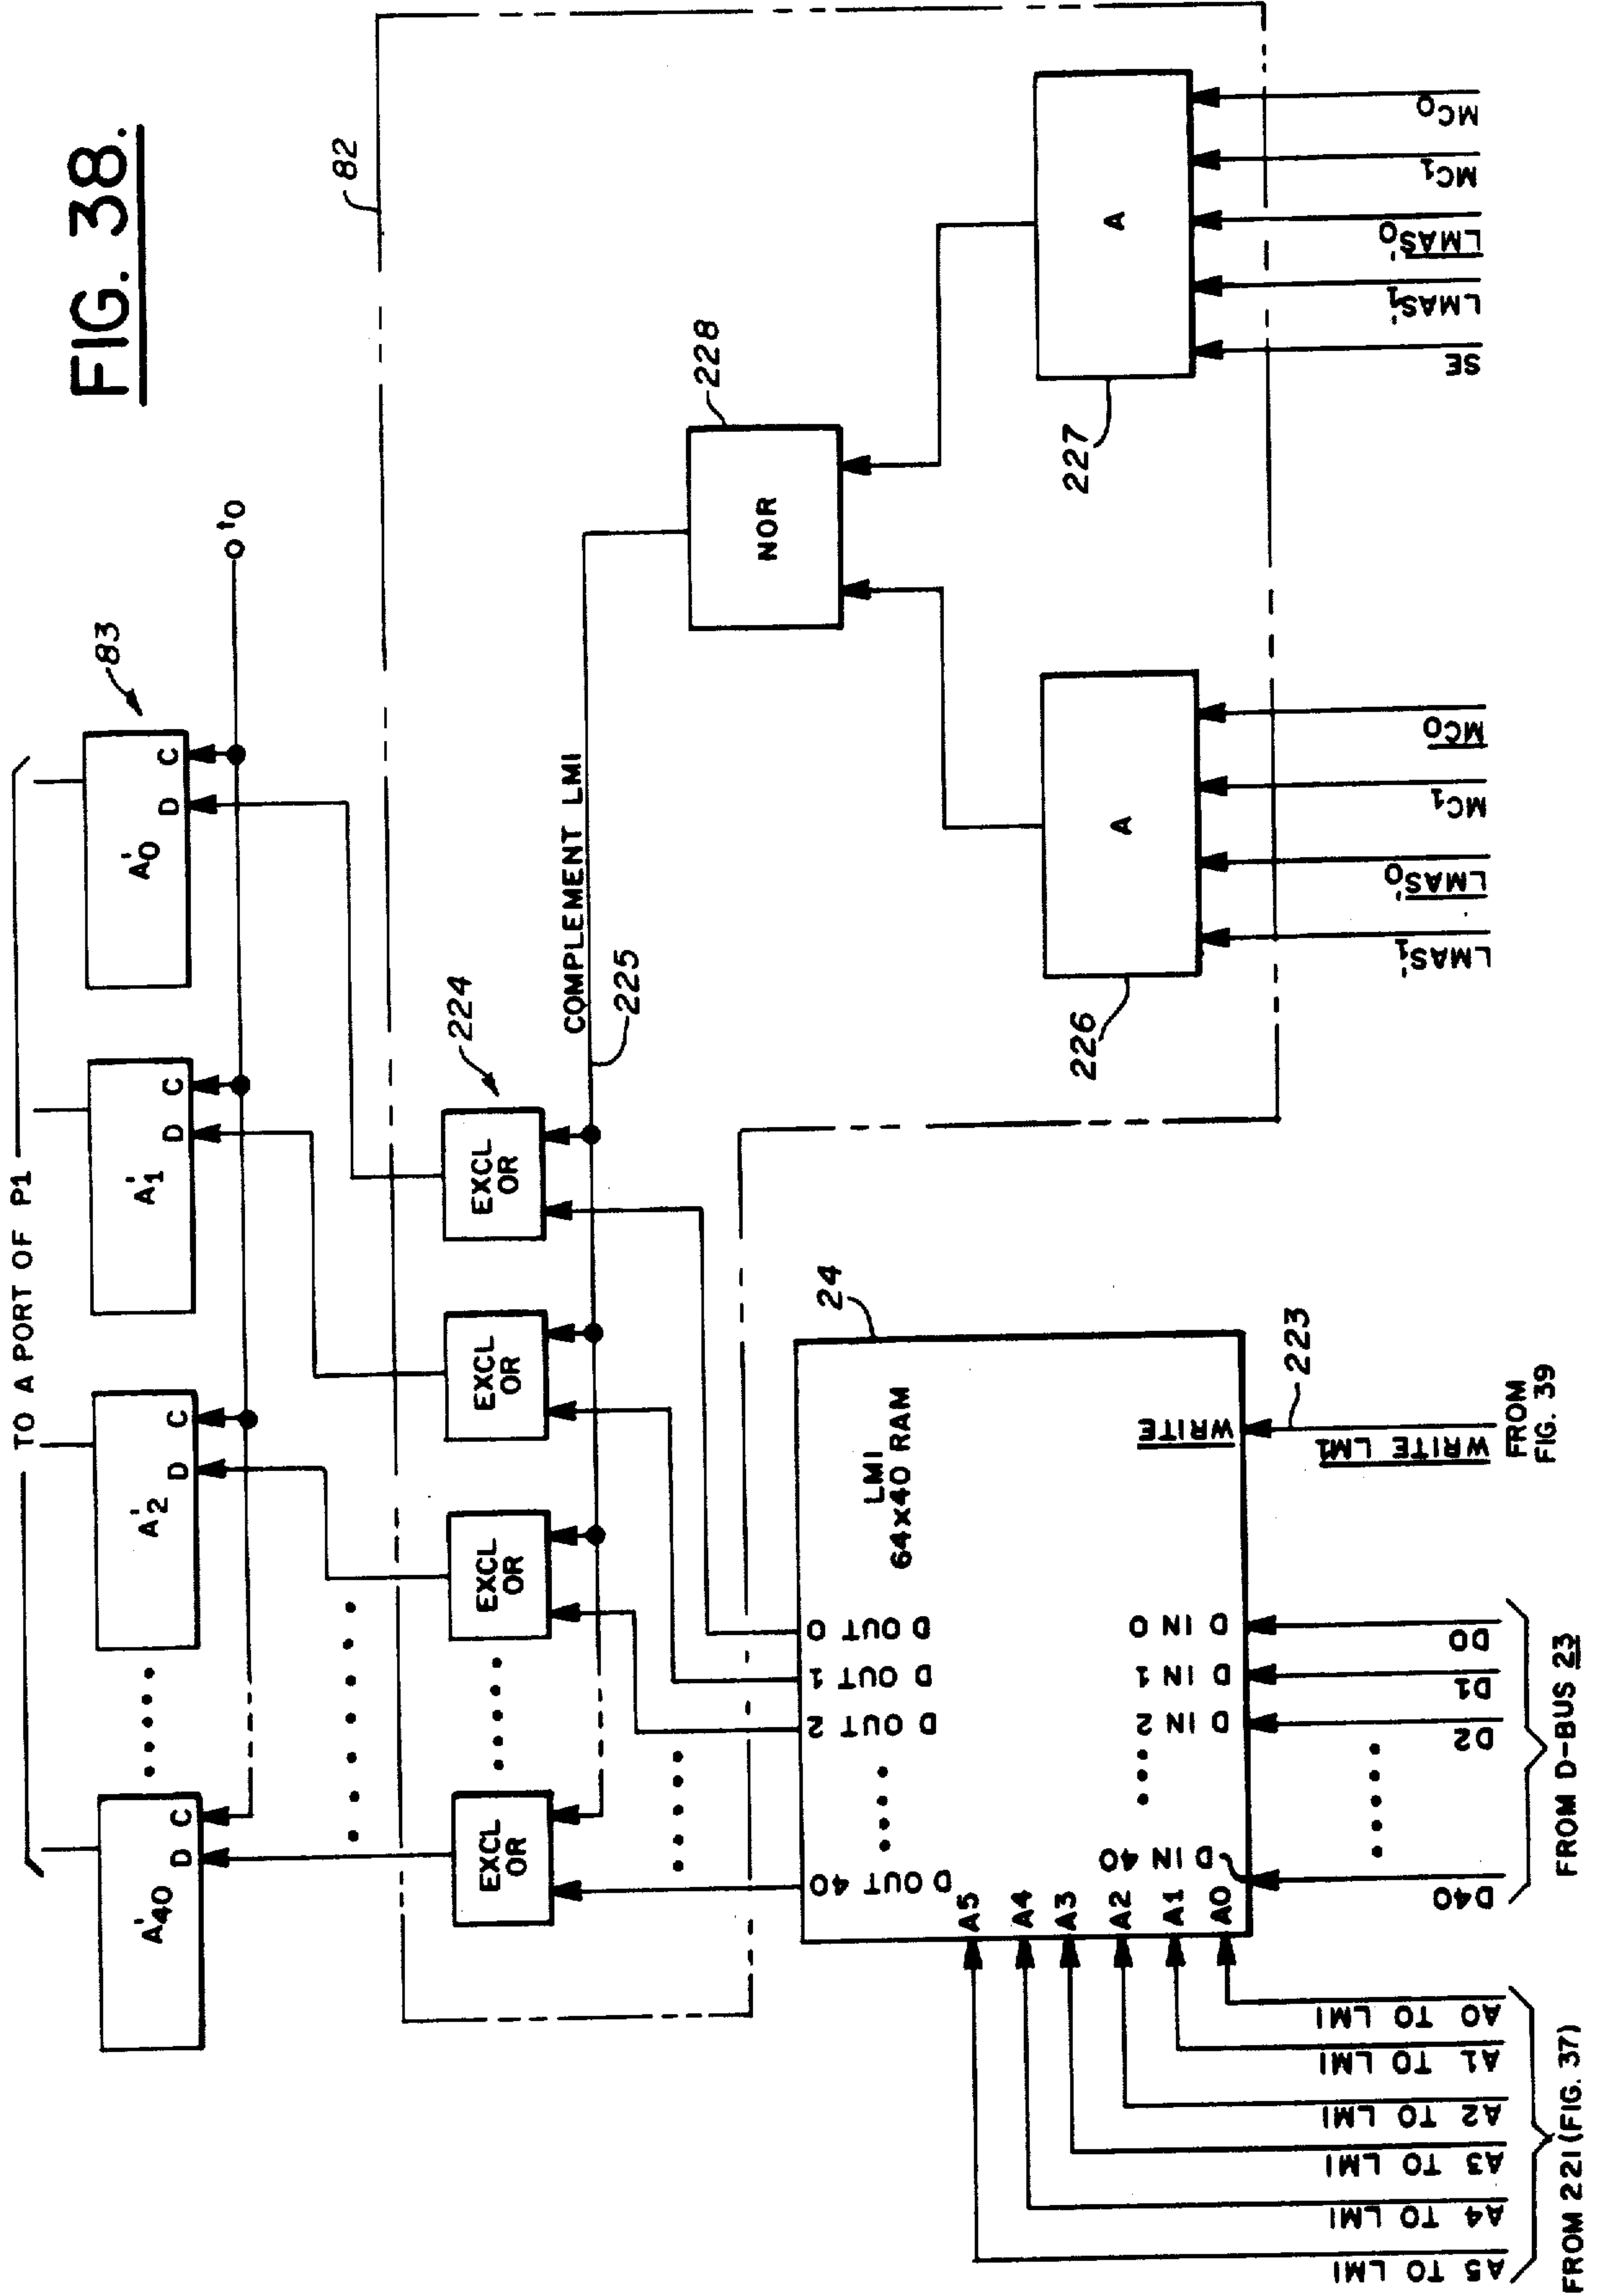 FIG. 38.
TO A PORT OF P1
A'40
D
C
A'2
D
C
A'1
D
C
A'0
D
C
83
t0
82
EXCL
OR
EXCL
OR
EXCL
OR
EXCL
OR
224
COMPLEMENT LMI
225
NOR
228
A
226
A
227
LMAS'1
LMAS'0
MC1
MC0
SE
LMAS'1
LMAS'0
MC1
MC0
24
LMI
64X40 RAM
D OUT 40
D OUT 2
D OUT 1
D OUT 0
A5
A4
A3
A2
A1
A0
D IN 40
D IN 2
D IN 1
D IN 0
WRITE
223
WRITE LM1
FROM
FIG. 39
D40
D2
D1
D0
FROM D-BUS 23
A5 TO LMI
A4 TO LMI
A3 TO LMI
A2 TO LMI
A1 TO LMI
A0 TO LMI
FROM 221 (FIG. 37)